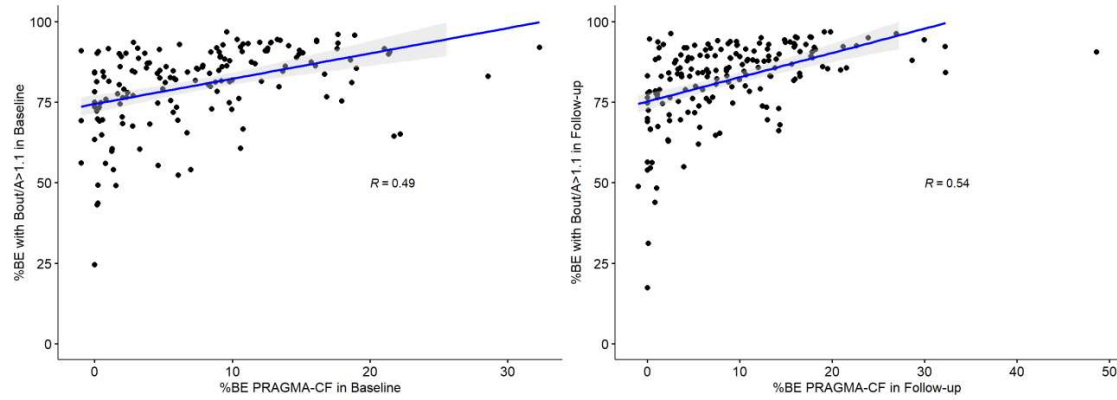 %BE with Bout/A>1.1 in Baseline
100
75
50
25
0
R = 0.49
0 10 20 30
%BE PRAGMA-CF in Baseline
%BE with Bout/A>1.1 in Follow-up
100
75
50
25
0
R = 0.54
0 10 20 30 40 50
%BE PRAGMA-CF in Follow-up